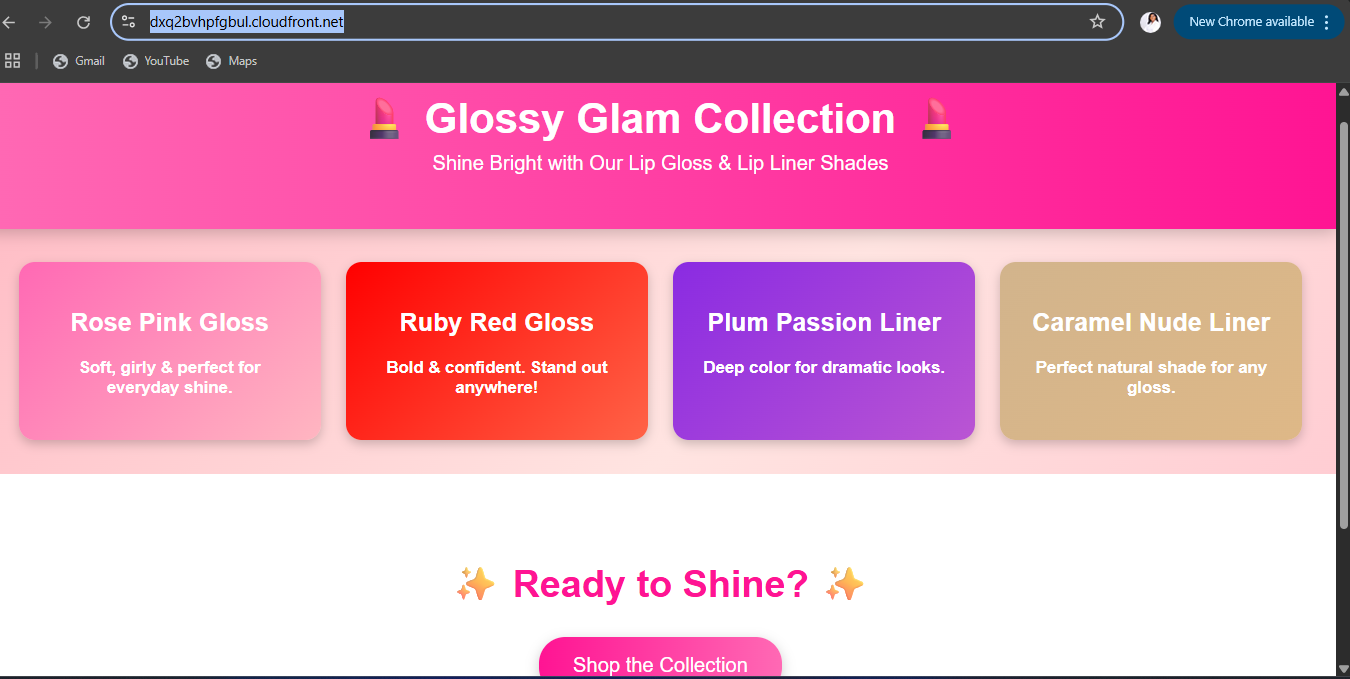 dxq2bvhpfgbul.cloudfront.net
New Chrome available
Gmail
YouTube
Maps
💄 Glossy Glam Collection 💄
Shine Bright with Our Lip Gloss & Lip Liner Shades
Rose Pink Gloss
Soft, girly & perfect for
everyday shine.
Ruby Red Gloss
Bold & confident. Stand out
anywhere!
Plum Passion Liner
Deep color for dramatic looks.
Caramel Nude Liner
Perfect natural shade for any
gloss.
✨ Ready to Shine? ✨
Shop the Collection